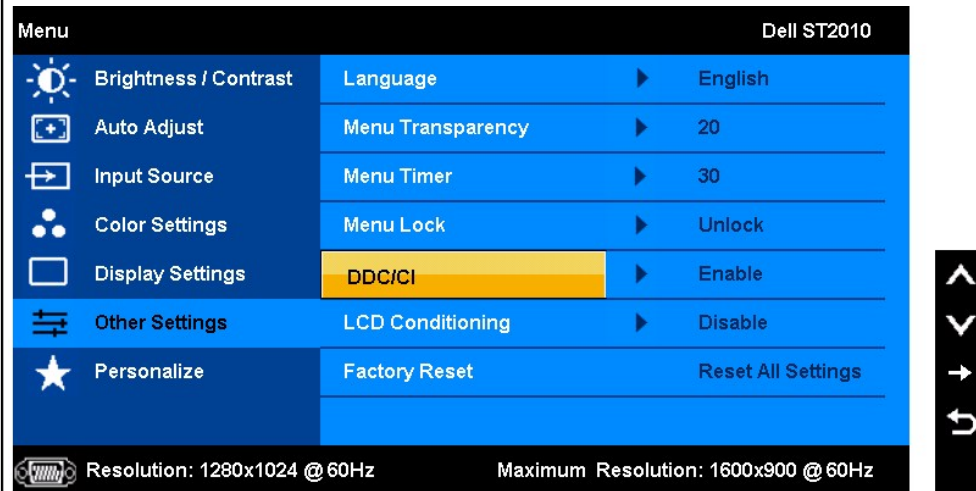 Menu Dell ST2010
Brightness / Contrast Language English
Auto Adjust Menu Transparency 20
Input Source Menu Timer 30
Color Settings Menu Lock Unlock
Display Settings DDC/CI Enable
Other Settings LCD Conditioning Disable
Personalize Factory Reset Reset All Settings
Resolution: 1280x1024 @ 60Hz Maximum Resolution: 1600x900 @ 60Hz